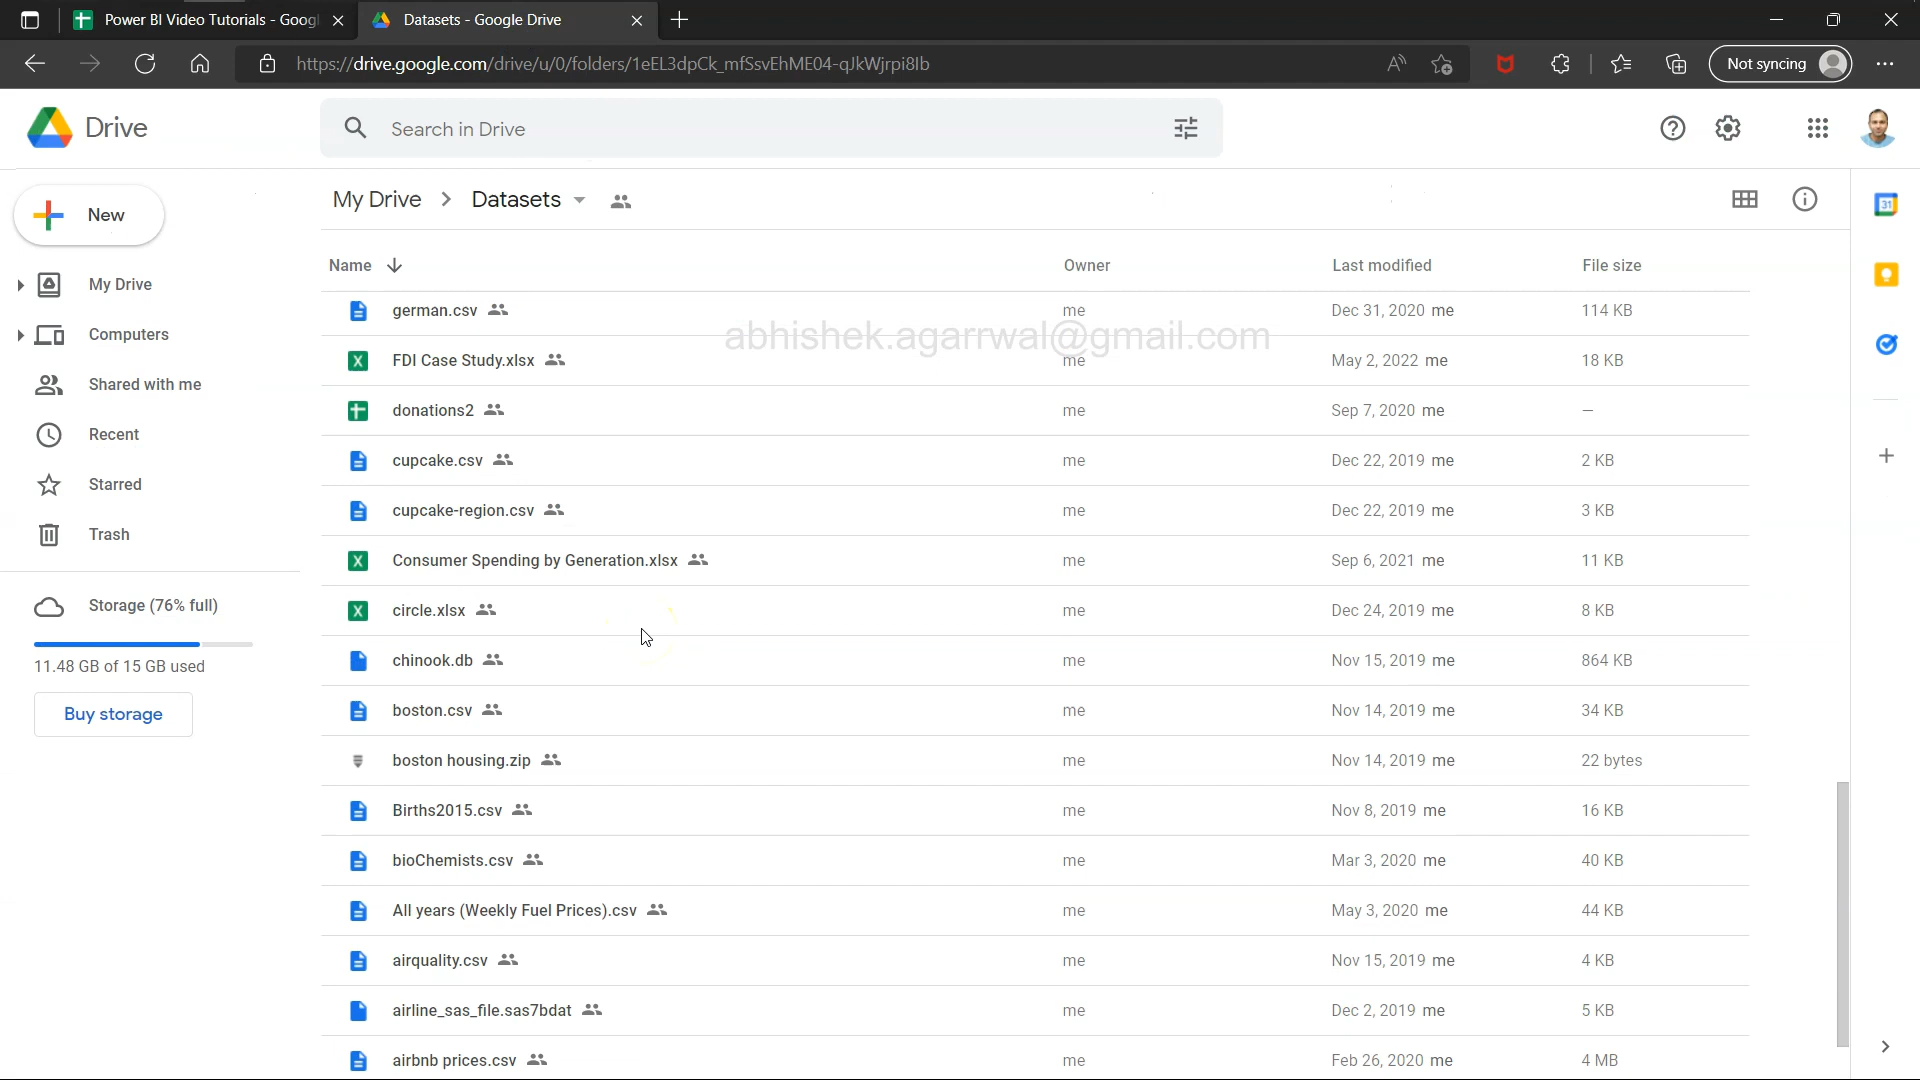 Power BI Video Tutorials - Googl
Datasets - Google Drive
https://drive.google.com/drive/u/0/folders/1eEL3dpCk_mfSsvEhME04-qJkWjrpi8Ib
Not syncing
Drive
Search in Drive
New
My Drive
Computers
Shared with me
Recent
Starred
Trash
Storage (76% full)
11.48 GB of 15 GB used
Buy storage
My Drive > Datasets
Name Owner Last modified File size
german.csv me Dec 31, 2020 me 114 KB
abhishek.agarrwal@gmail.com
FDI Case Study.xlsx me May 2, 2022 me 18 KB
donations2 me Sep 7, 2020 me –
cupcake.csv me Dec 22, 2019 me 2 KB
cupcake-region.csv me Dec 22, 2019 me 3 KB
Consumer Spending by Generation.xlsx me Sep 6, 2021 me 11 KB
circle.xlsx me Dec 24, 2019 me 8 KB
chinook.db me Nov 15, 2019 me 864 KB
boston.csv me Nov 14, 2019 me 34 KB
boston housing.zip me Nov 14, 2019 me 22 bytes
Births2015.csv me Nov 8, 2019 me 16 KB
bioChemists.csv me Mar 3, 2020 me 40 KB
All years (Weekly Fuel Prices).csv me May 3, 2020 me 44 KB
airquality.csv me Nov 15, 2019 me 4 KB
airline_sas_file.sas7bdat me Dec 2, 2019 me 5 KB
airbnb prices.csv me Feb 26, 2020 me 4 MB
31